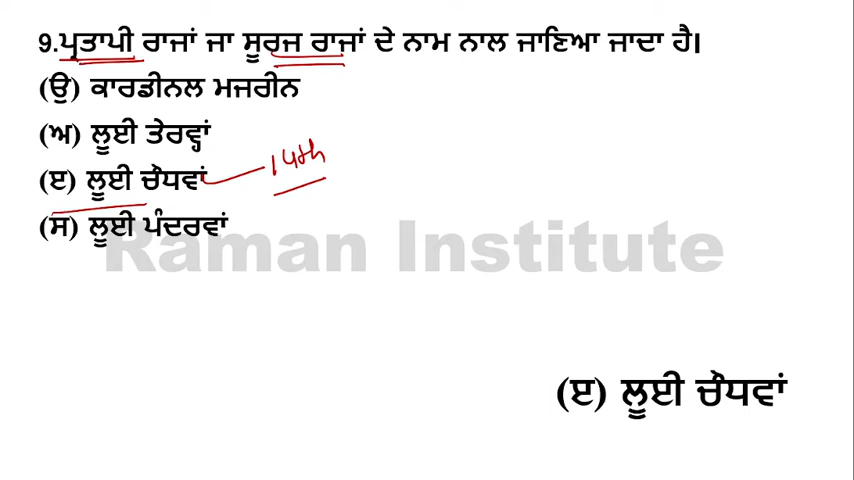 9.ਪ੍ਰਤਾਪੀ ਰਾਜਾਂ ਜਾ ਸੂਰਜ ਰਾਜਾਂ ਦੇ ਨਾਮ ਨਾਲ ਜਾਣਿਆ ਜਾਦਾ ਹੈ।
(ੳ) ਕਾਰਡੀਨਲ ਮਜਰੀਨ
(ਅ) ਲੂਈ ਤੇਰਵ੍ਹਾਂ
(ੲ) ਲੂਈ ਚੌਧਵਾਂ 14th
(ਸ) ਲੂਈ ਪੰਦਰਵਾਂ
Raman Institute
(ੲ) ਲੂਈ ਚੌਧਵਾਂ